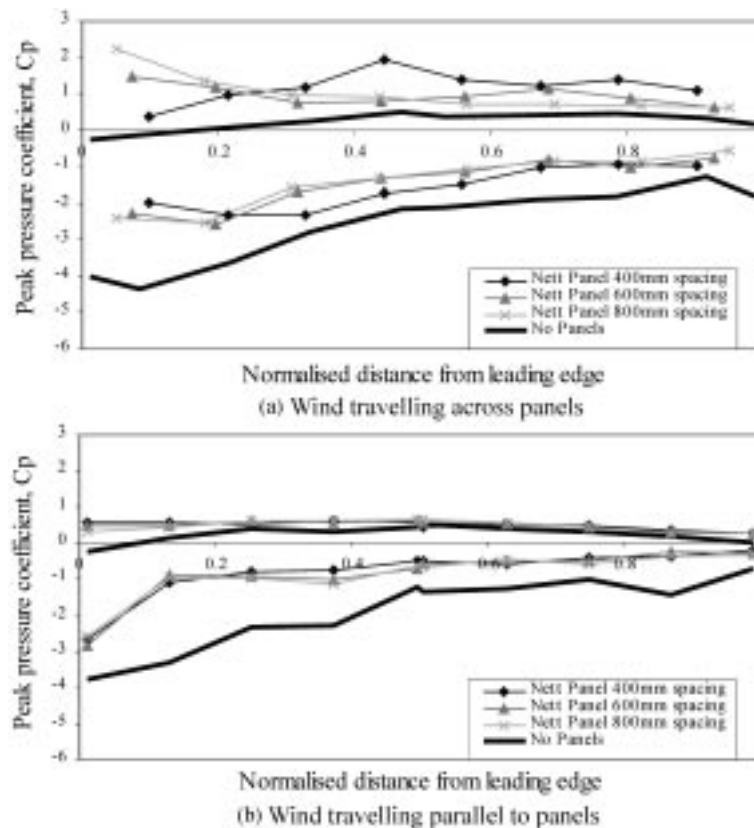 3
2
1
0
-1
-2
-3
-4
-5
-6
Peak pressure coefficient, Cp
0 0.2 0.4 0.6 0.8
Nett Panel 400mm spacing
Nett Panel 600mm spacing
Nett Panel 800mm spacing
No Panels
Normalised distance from leading edge
(a) Wind travelling across panels
3
2
1
0
-1
-2
-3
-4
-5
-6
Peak pressure coefficient, Cp
0 0.2 0.4 0.6 0.8
Nett Panel 400mm spacing
Nett Panel 600mm spacing
Nett Panel 800mm spacing
No Panels
Normalised distance from leading edge
(b) Wind travelling parallel to panels